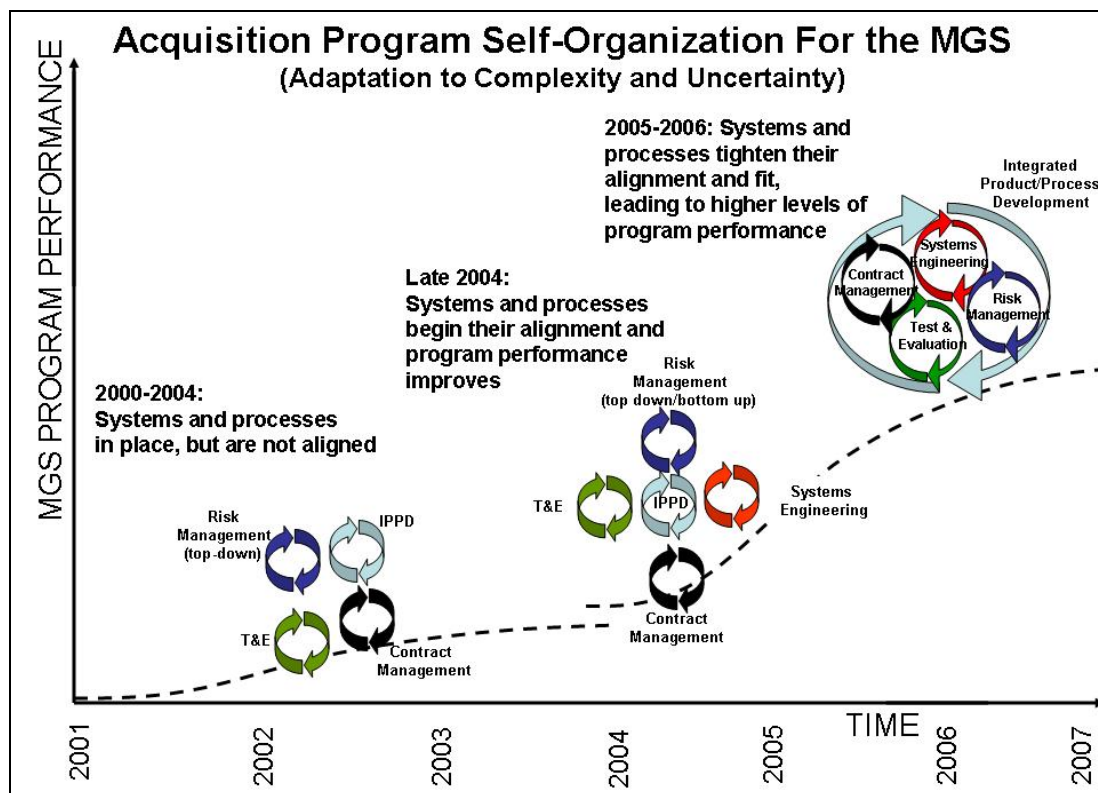 Acquisition Program Self-Organization For the MGS
(Adaptation to Complexity and Uncertainty)
MGS PROGRAM PERFORMANCE
2005-2006: Systems and
processes tighten their
alignment and fit,
leading to higher levels of
program performance
Integrated
Product/Process
Development
Systems
Engineering
Contract
Management
Risk
Management
Test &
Evaluation
Late 2004:
Systems and processes
begin their alignment and
program performance
improves
Risk
Management
(top down/bottom up)
T&E
IPPD
Systems
Engineering
Contract
Management
2000-2004:
Systems and processes
in place, but are not aligned
Risk
Management
(top-down)
IPPD
T&E
Contract
Management
TIME
2001
2002
2003
2004
2005
2006
2007